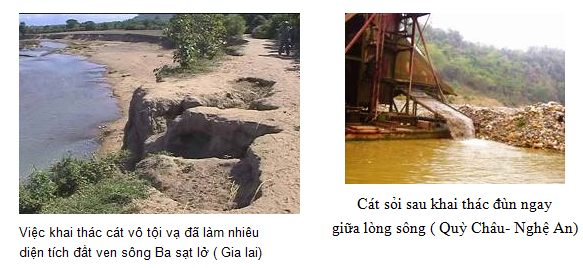 Việc khai thác cát vô tội vạ đã làm nhiêu
diện tích đất ven sông Ba sạt lở ( Gia lai)
Cát sỏi sau khai thác đùn ngay
giữa lòng sông ( Quỳ Châu- Nghệ An)